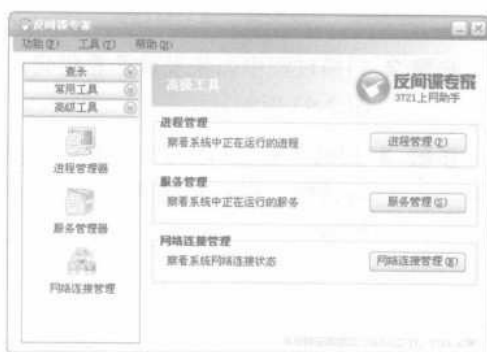 反间谍专家
功能(F) 工具(T) 帮助(H)
查杀
常用工具
高级工具
进程管理器
服务管理器
网络连接管理
高级工具
反间谍专家
3721上网助手
进程管理
察看系统中正在运行的进程
进程管理(P)
服务管理
察看系统中正在运行的服务
服务管理(S)
网络连接管理
察看系统网络连接状态
网络连接管理(N)